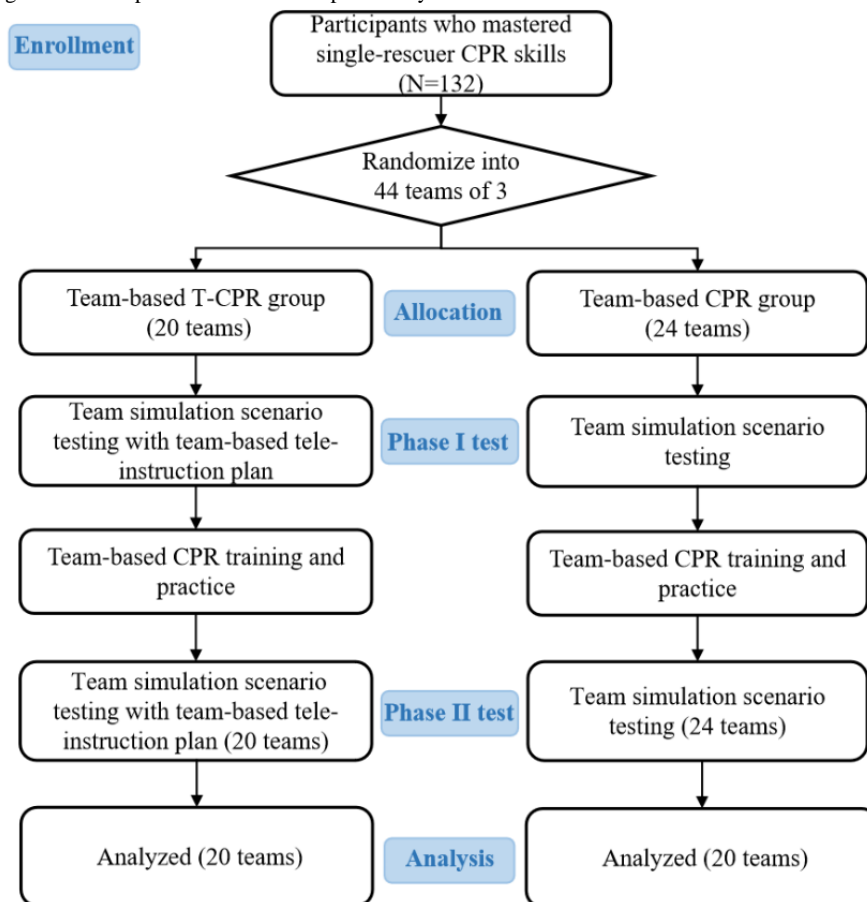 Enrollment
Participants who mastered
single-rescuer CPR skills
(N=132)
Randomize into
44 teams of 3
Team-based T-CPR group
(20 teams)
Allocation
Team-based CPR group
(24 teams)
Team simulation scenario
testing with team-based tele-
instruction plan
Phase I test
Team simulation scenario
testing
Team-based CPR training and
practice
Team-based CPR training and
practice
Team simulation scenario
testing with team-based tele-
instruction plan (20 teams)
Phase II test
Team simulation scenario
testing (24 teams)
Analyzed (20 teams)
Analysis
Analyzed (20 teams)